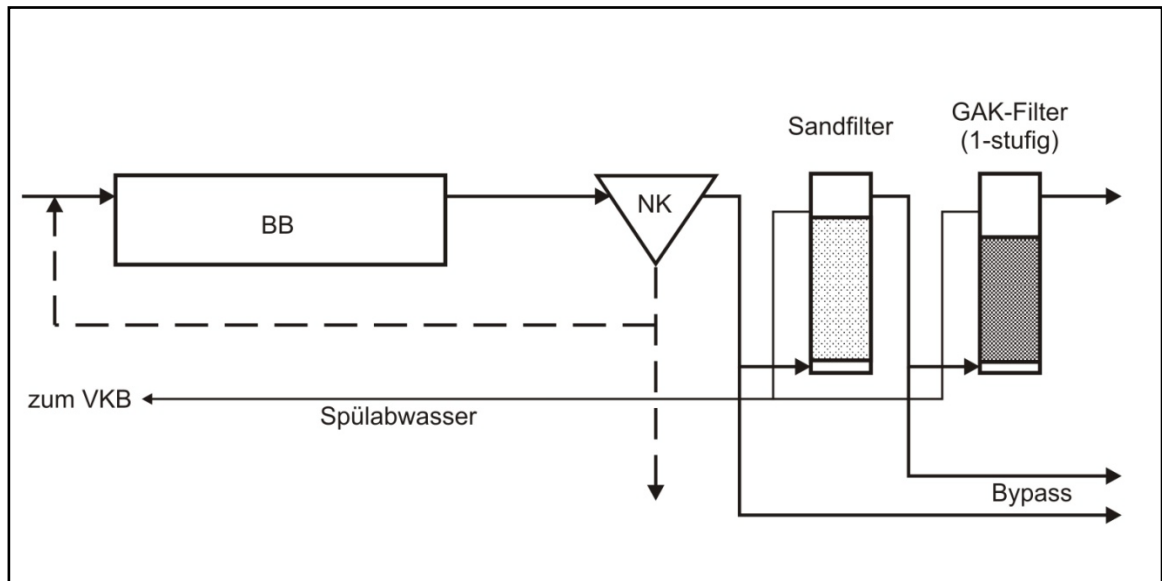 GAK-Filter
(1-stufig)
Sandfilter
BB
NK
zum VKB
Spülabwasser
Bypass